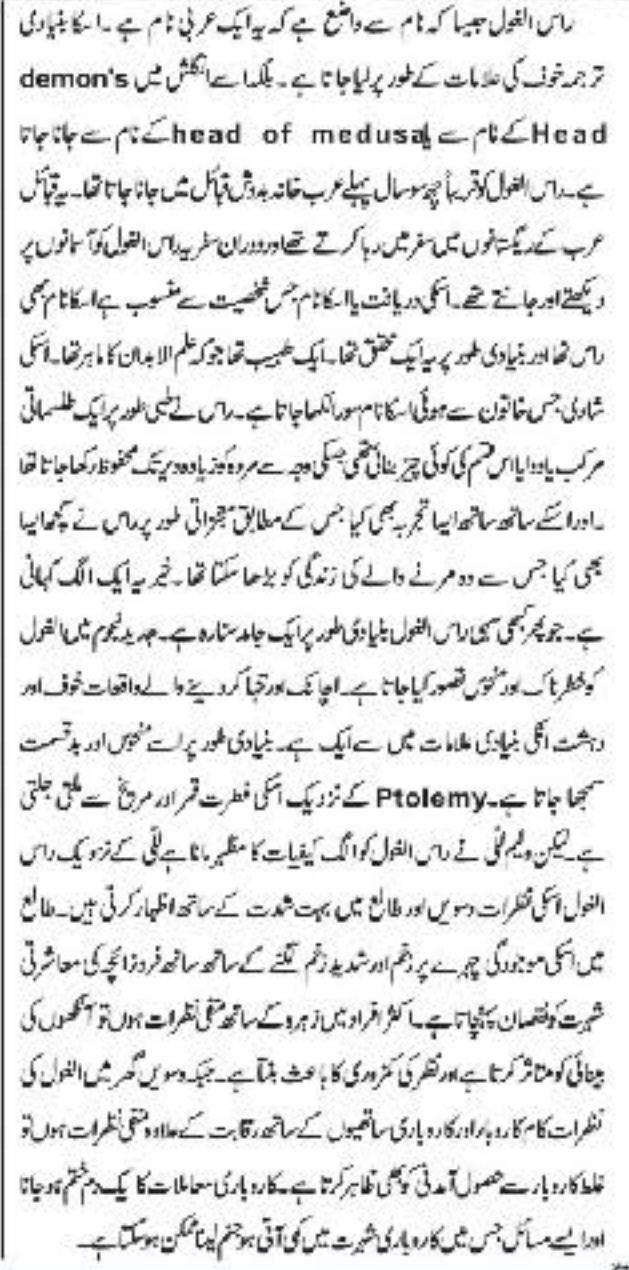 راس الغول جیسا کہ نام سے واضع ہے کہ یہ ایک عربی نام ہے ۔ اسکا بنیادی
ترجمہ خوف کی علامات کے طور پر لیا جاتا ہے ۔ بلکہ اسے انگلش میں demon's
Head کے نام سے یا head of medusa کے نام سے جانا جاتا
ہے۔ راس الغول کو قریباً چھ سو سال پہلے عرب خانہ بدوش قبائل میں جانا جاتا تھا۔ یہ قبائل
عرب کے ریگستانوں میں سفر میں رہا کرتے تھے اور دوران سفر یہ راس الغول کو آسمانوں پر
دیکھتے اور جانتے تھے۔ اسکی دریافت یا اسکا نام جس شخصیت سے منسوب ہے اسکا نام بھی
راس تھا اور بنیادی طور پر یہ ایک محقق تھا۔ ایک طبیب تھا جو کہ علم الابدان کا ماہر تھا۔ اسکی
شادی جس خاتون سے ہوئی اسکا نام سورا لکھا جاتا ہے۔ راس نے طبی طور پر ایک طلسماتی
مرکب یا دوا یا اس قسم کی کوئی چیز بنائی تھی جسکی وجہ سے مردہ کو زیادہ دیر تک محفوظ رکھا جاتا تھا
۔ اور اسکے ساتھ ساتھ ایسا تجربہ بھی کیا جس کے مطابق معجزاتی طور پر راس نے کچھ ایسا
بھی کیا جس سے وہ مرنے والے کی زندگی کو بڑھا سکتا تھا۔ خیر یہ ایک الگ کہانی
ہے۔ جو پھر کبھی سہی راس الغول بنیادی طور پر ایک جامد ستارہ ہے۔ جدید نجوم میں الغول
کو خطرناک اور منحوس تصور کیا جاتا ہے۔ اچانک اور تباہ کر دینے والے واقعات خوف اور
دہشت انکی بنیادی علامات میں سے ایک ہے۔ بنیادی طور پر اسے منحوس اور بدقسمت
سمجھا جاتا ہے۔ Ptolemy کے نزدیک اسکی فطرت قمر اور مریخ سے ملتی جلتی
ہے۔ لیکن ولیم للی نے راس الغول کو الگ کیفیات کا مظہر مانا ہے للی کے نزدیک راس
الغول اسکی نظرات دسویں اور طالع میں بہت شدت کے ساتھ اظہار کرتی ہیں۔ طالع
میں اسکی موجودگی چہرے پر زخم اور شدید زخم لگنے کے ساتھ ساتھ فرد زائچہ کی معاشرتی
شہرت کو نقصان پہنچاتا ہے۔ اکثر افراد میں زہرہ کے ساتھ منفی نظرات ہوں تو آنکھوں کی
بینائی کو متاثر کرتا ہے اور نظر کی کمزوری کا باعث بنتا ہے۔ جبکہ دسویں گھر میں الغول کی
نظرات کام کاروبار اور کاروباری ساتھیوں کے ساتھ رقابت کے علاوہ منفی نظرات ہوں تو
غلط کاروبار سے حصول آمدنی کو بھی ظاہر کرتا ہے۔ کاروباری معاملات کا یک دم ختم ہو جانا
اور ایسے مسائل جس میں کاروباری شہرت میں کمی آتی ہو جنم لینا ممکن ہو سکتا ہے۔